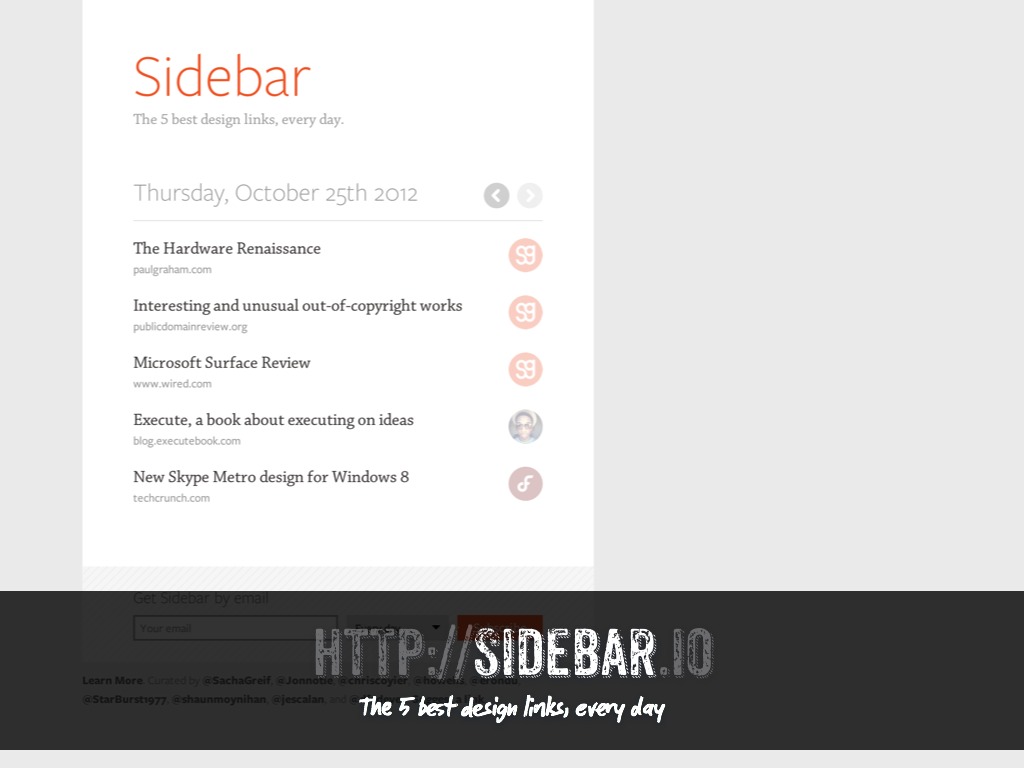 Sidebar
The 5 best design links, every day.
Thursday, October 25th 2012
The Hardware Renaissance
paulgraham.com
Interesting and unusual out-of-copyright works
publicdomainreview.org
Microsoft Surface Review
www.wired.com
Execute, a book about executing on ideas
blog.executebook.com
New Skype Metro design for Windows 8
techcrunch.com
Get Sidebar by email
Your email
HTTP://SIDEBAR.IO
Learn More. Curated by @SachaGreif, @Jonnotie, @chriscoyier,
@StarBurst1977, @shaunmoynihan, @jescalan, and
The 5 best design links, every day